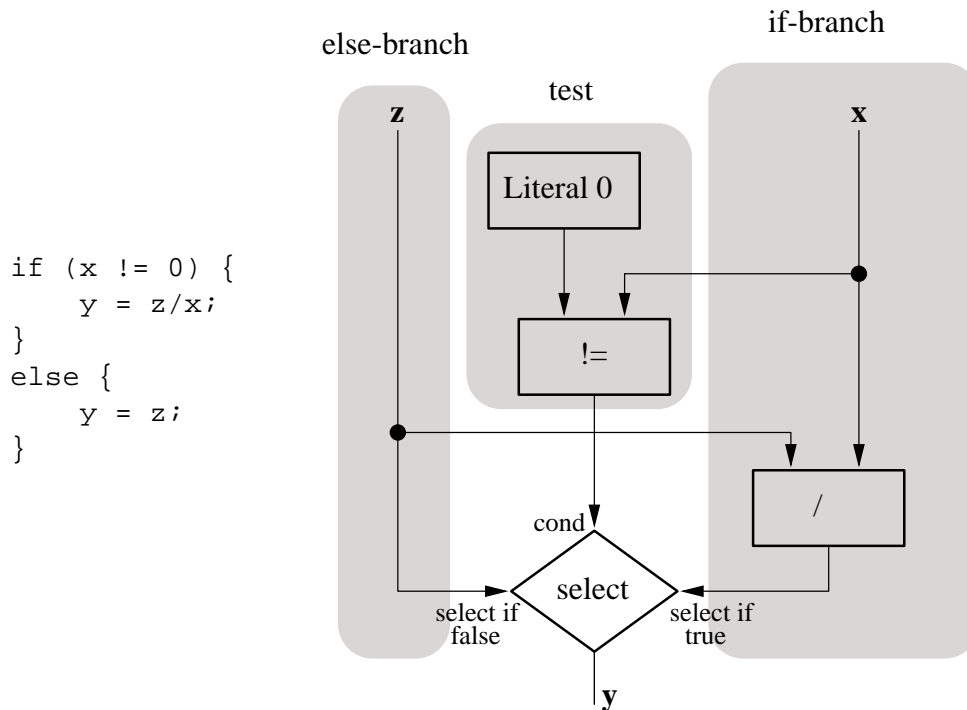 if-branch
else-branch
test
z
x
Literal 0
if (x != 0) {
y = z/x;
}
else {
y = z;
}
!=
/
cond
select
select if
false
select if
true
y